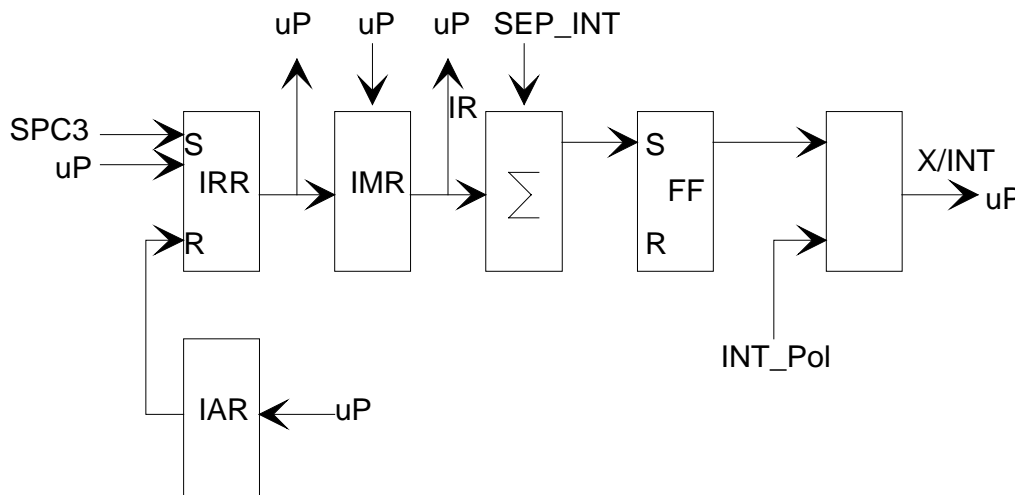 uP uP uP SEP_INT
IR
SPC3
uP
S
IRR
R
IMR
∑
S
FF
R
X/INT
uP
INT_Pol
IAR
uP